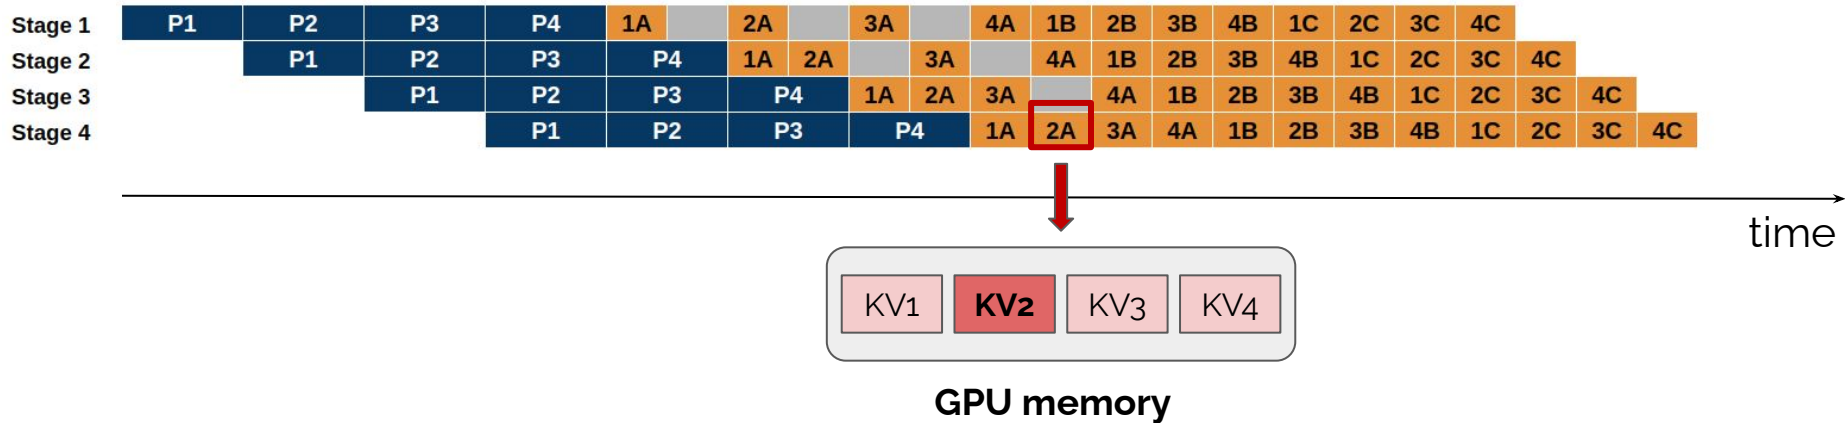 Stage 1 P1 P2 P3 P4 1A 2A 3A 4A 1B 2B 3B 4B 1C 2C 3C 4C
Stage 2 P1 P2 P3 P4 1A 2A 3A 4A 1B 2B 3B 4B 1C 2C 3C 4C
Stage 3 P1 P2 P3 P4 1A 2A 3A 4A 1B 2B 3B 4B 1C 2C 3C 4C
Stage 4 P1 P2 P3 P4 1A 2A 3A 4A 1B 2B 3B 4B 1C 2C 3C 4C
time
KV1 KV2 KV3 KV4
GPU memory